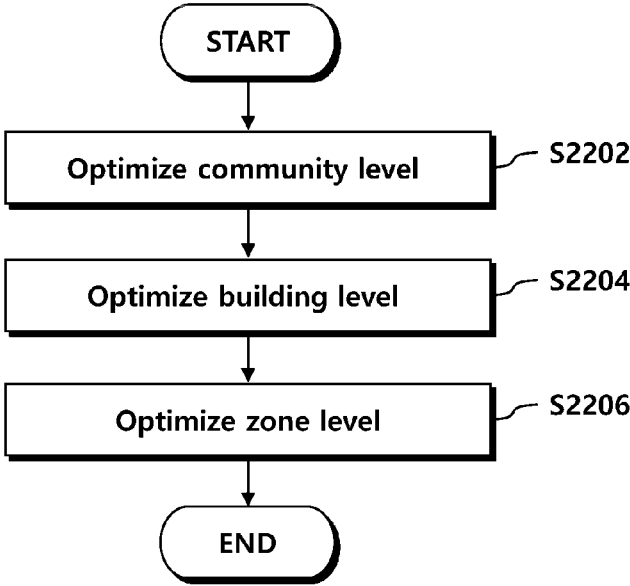 START
Optimize community level
S2202
Optimize building level
S2204
Optimize zone level
S2206
END